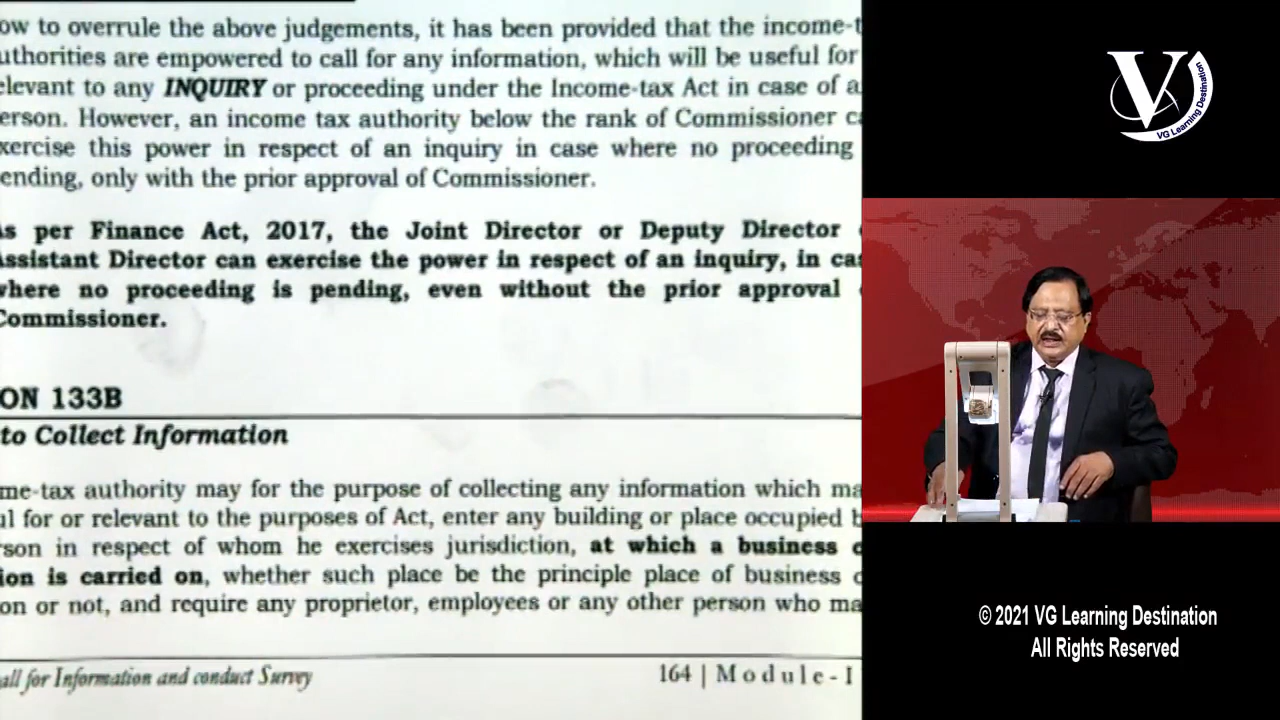 ow to overrule the above judgements, it has been provided that the income-t
uthorities are empowered to call for any information, which will be useful for
elevant to any INQUIRY or proceeding under the Income-tax Act in case of a
erson. However, an income tax authority below the rank of Commissioner ca
xercise this power in respect of an inquiry in case where no proceeding
ending, only with the prior approval of Commissioner.
As per Finance Act, 2017, the Joint Director or Deputy Director o
Assistant Director can exercise the power in respect of an inquiry, in cas
where no proceeding is pending, even without the prior approval o
Commissioner.
ON 133B
to Collect Information
me-tax authority may for the purpose of collecting any information which ma
ul for or relevant to the purposes of Act, enter any building or place occupied b
rson in respect of whom he exercises jurisdiction, at which a business o
ion is carried on, whether such place be the principle place of business o
on or not, and require any proprietor, employees or any other person who ma
all for Information and conduct Survey
164 | Module-I
V
VG Learning Destination
© 2021 VG Learning Destination
All Rights Reserved